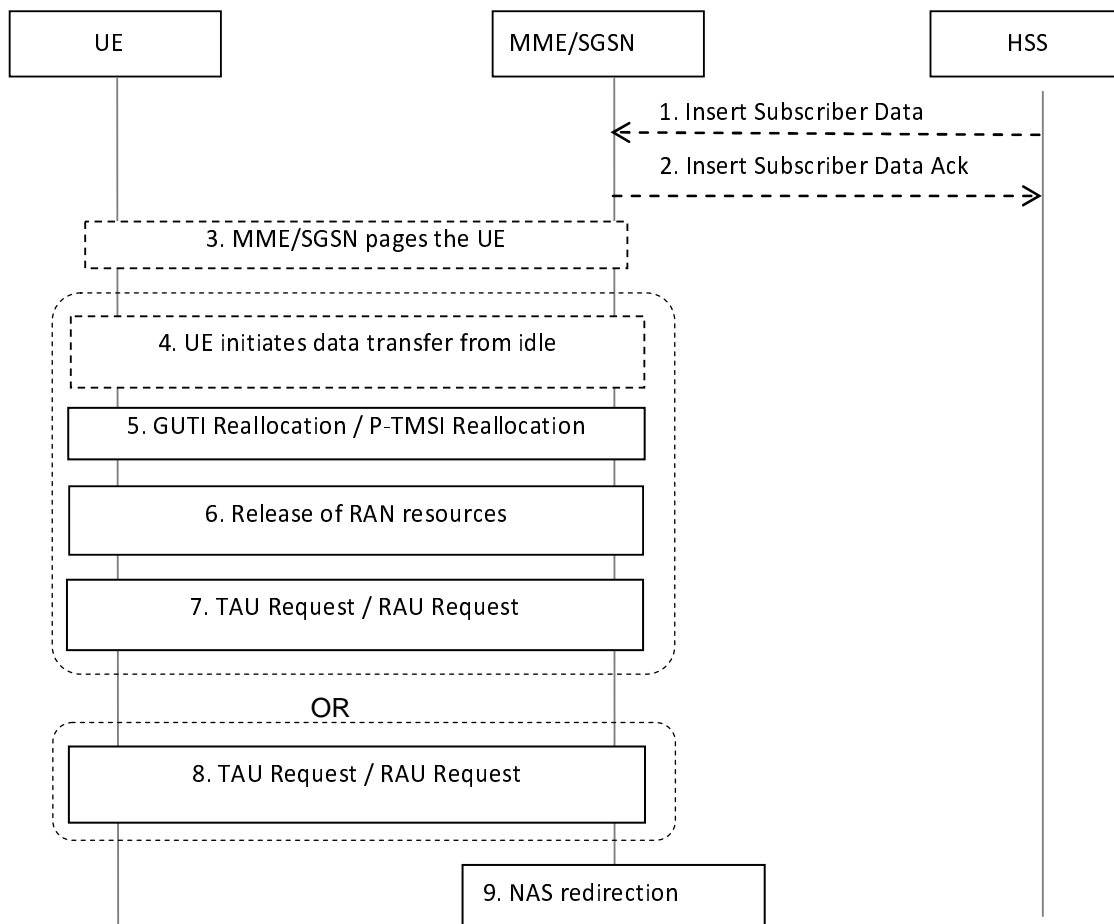 UE
MME/SGSN
HSS
1. Insert Subscriber Data
2. Insert Subscriber Data Ack
3. MME/SGSN pages the UE
4. UE initiates data transfer from idle
5. GUTI Reallocation / P-TMSI Reallocation
6. Release of RAN resources
7. TAU Request / RAU Request
OR
8. TAU Request / RAU Request
9. NAS redirection